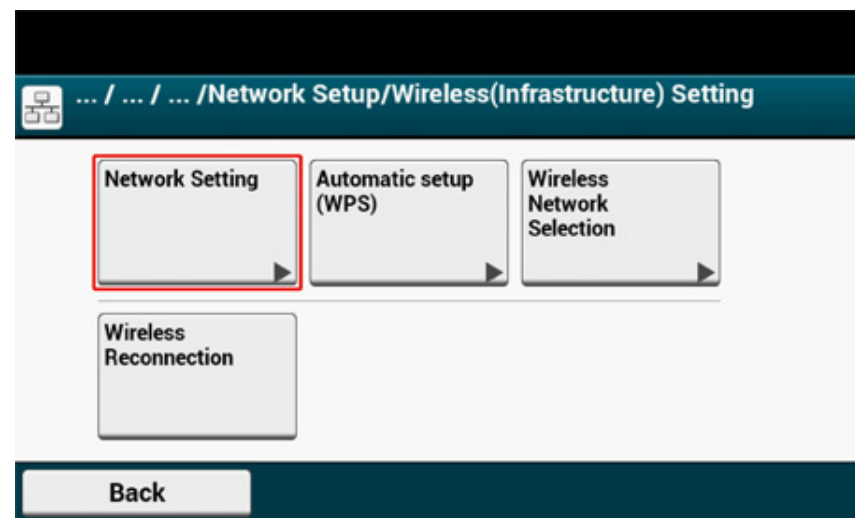 ... / ... / ... /Network Setup/Wireless(Infrastructure) Setting
Network Setting
Automatic setup
(WPS)
Wireless
Network
Selection
Wireless
Reconnection
Back